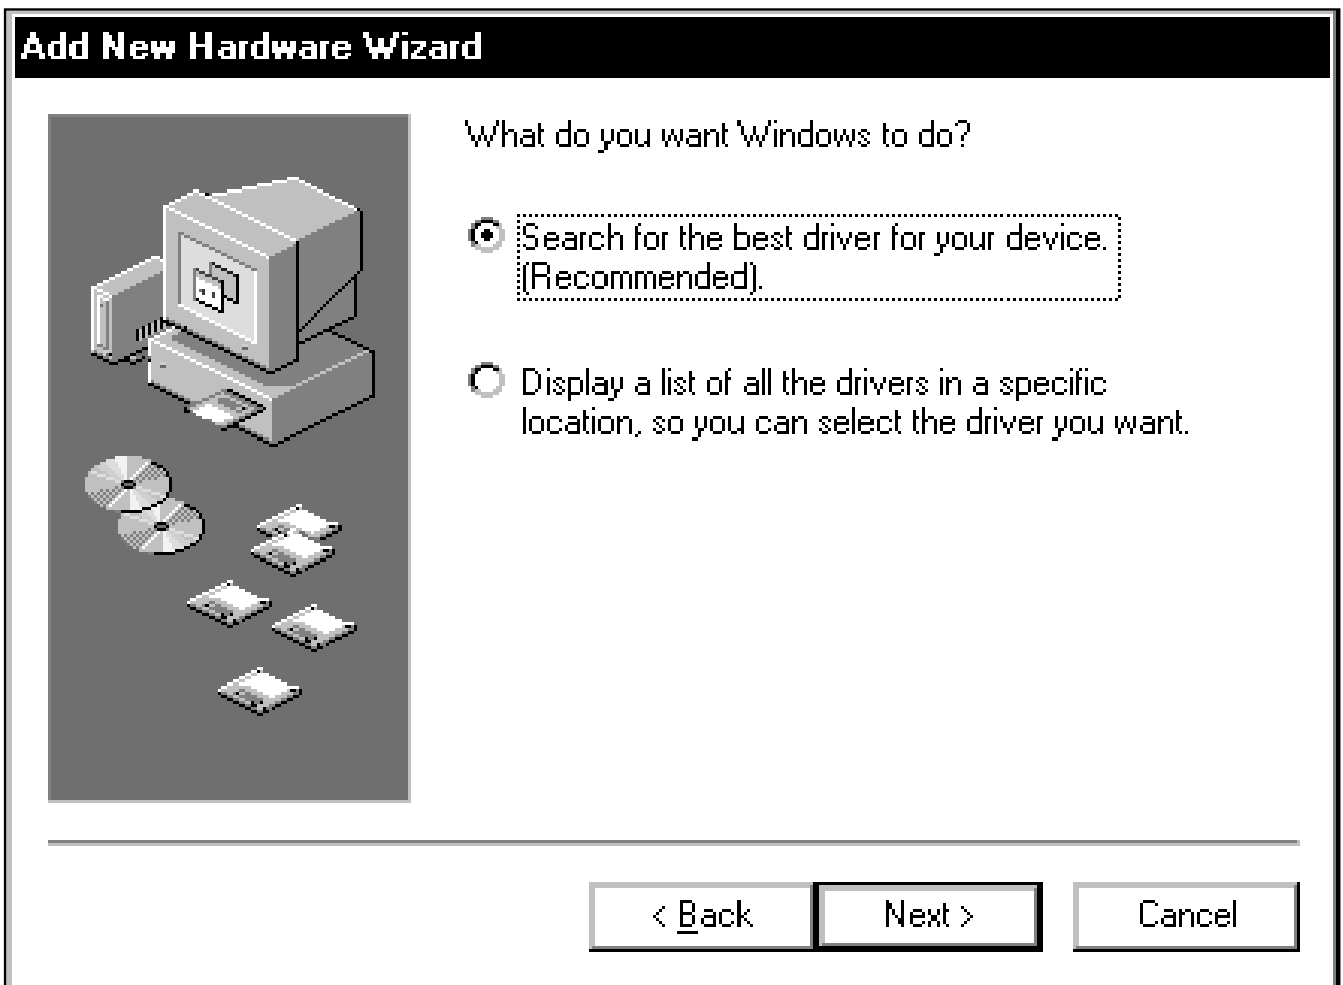 Add New Hardware Wizard
What do you want Windows to do?
Search for the best driver for your device.
(Recommended).
Display a list of all the drivers in a specific
location, so you can select the driver you want.
< Back
Next >
Cancel